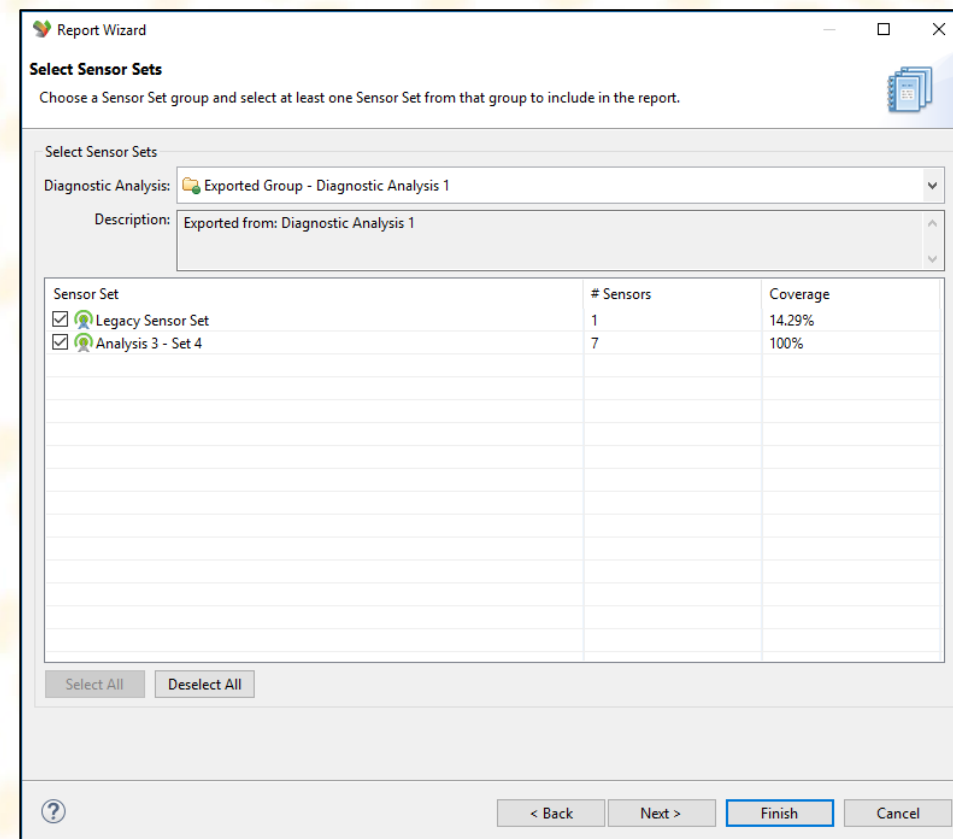 Report Wizard
Select Sensor Sets
Choose a Sensor Set group and select at least one Sensor Set from that group to include in the report.
Select Sensor Sets
Diagnostic Analysis: Exported Group - Diagnostic Analysis 1
Description: Exported from: Diagnostic Analysis 1
Sensor Set # Sensors Coverage
Legacy Sensor Set 1 14.29%
Analysis 3 - Set 4 7 100%
Select All Deselect All
? < Back Next > Finish Cancel